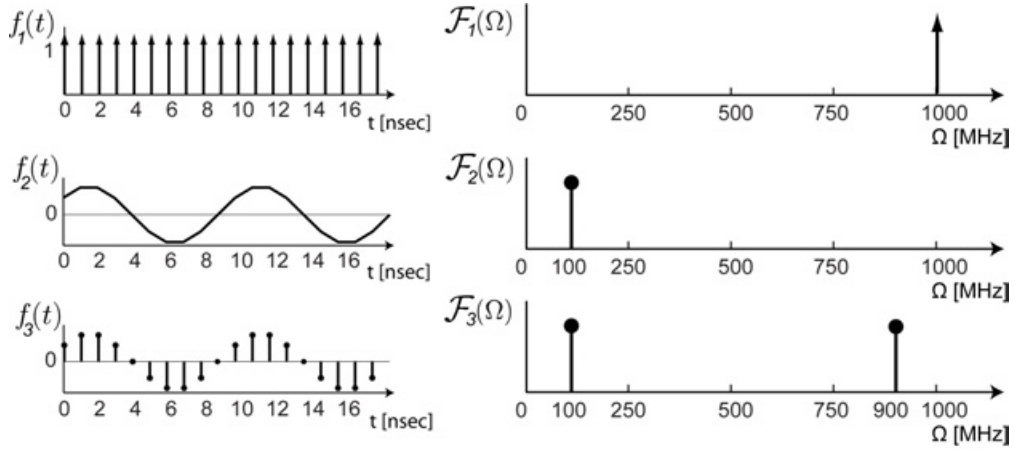 f1(t)
1
0 2 4 6 8 10 12 14 16
t [nsec]
F1(Ω)
250 500 750 1000
Ω [MHz]
f2(t)
0
0 2 4 6 8 10 12 14 16
t [nsec]
F2(Ω)
0 100 250 500 750 1000
Ω [MHz]
f3(t)
0
0 2 4 6 8 10 12 14 16
t [nsec]
F3(Ω)
0 100 250 500 750 900 1000
Ω [MHz]